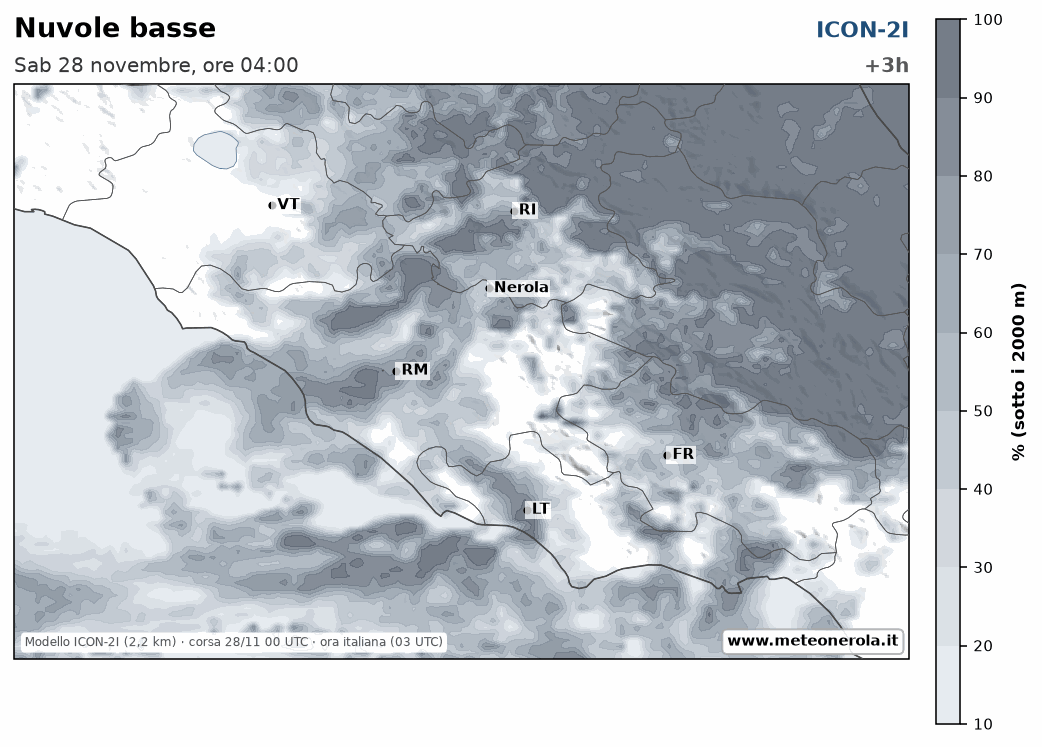 Nuvole basse
ICON-2I
Sab 28 novembre, ore 04:00
+3h
VT
RI
Nerola
RM
FR
LT
Modello ICON-2I (2,2 km) · corsa 28/11 00 UTC · ora italiana (03 UTC)
www.meteonerola.it
100
90
80
70
60
50
40
30
20
10
% (sotto i 2000 m)